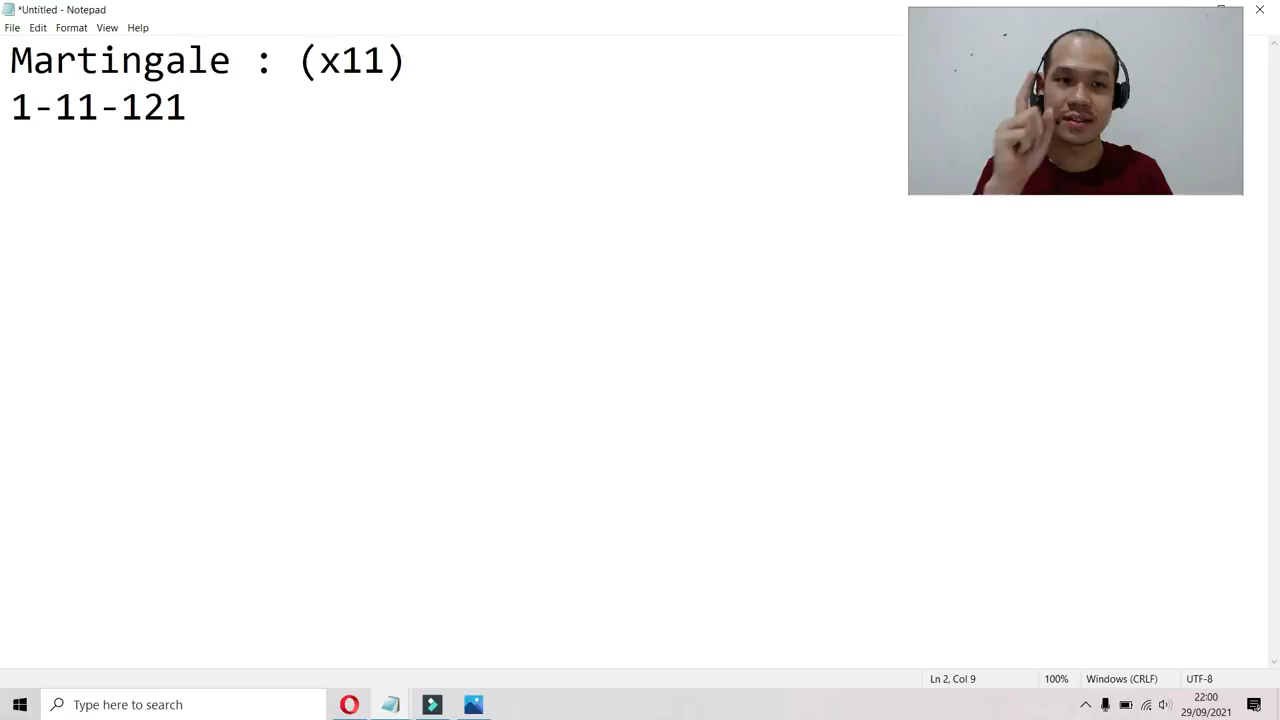 *Untitled - Notepad
File Edit Format View Help
Martingale : (x11)
1-11-121
Ln 2, Col 9 100% Windows (CRLF) UTF-8
Type here to search
22:00
29/09/2021